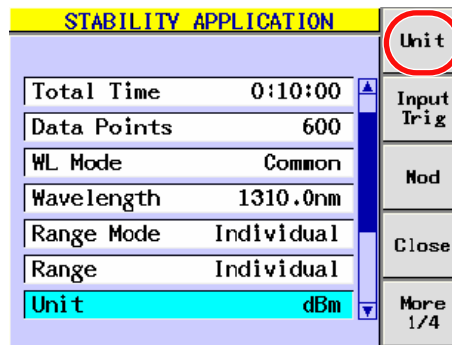 STABILITY APPLICATION
Total Time 0:10:00
Data Points 600
WL Mode Common
Wavelength 1310.0nm
Range Mode Individual
Range Individual
Unit dBm
Unit
Input
Trig
Mod
Close
More
1/4